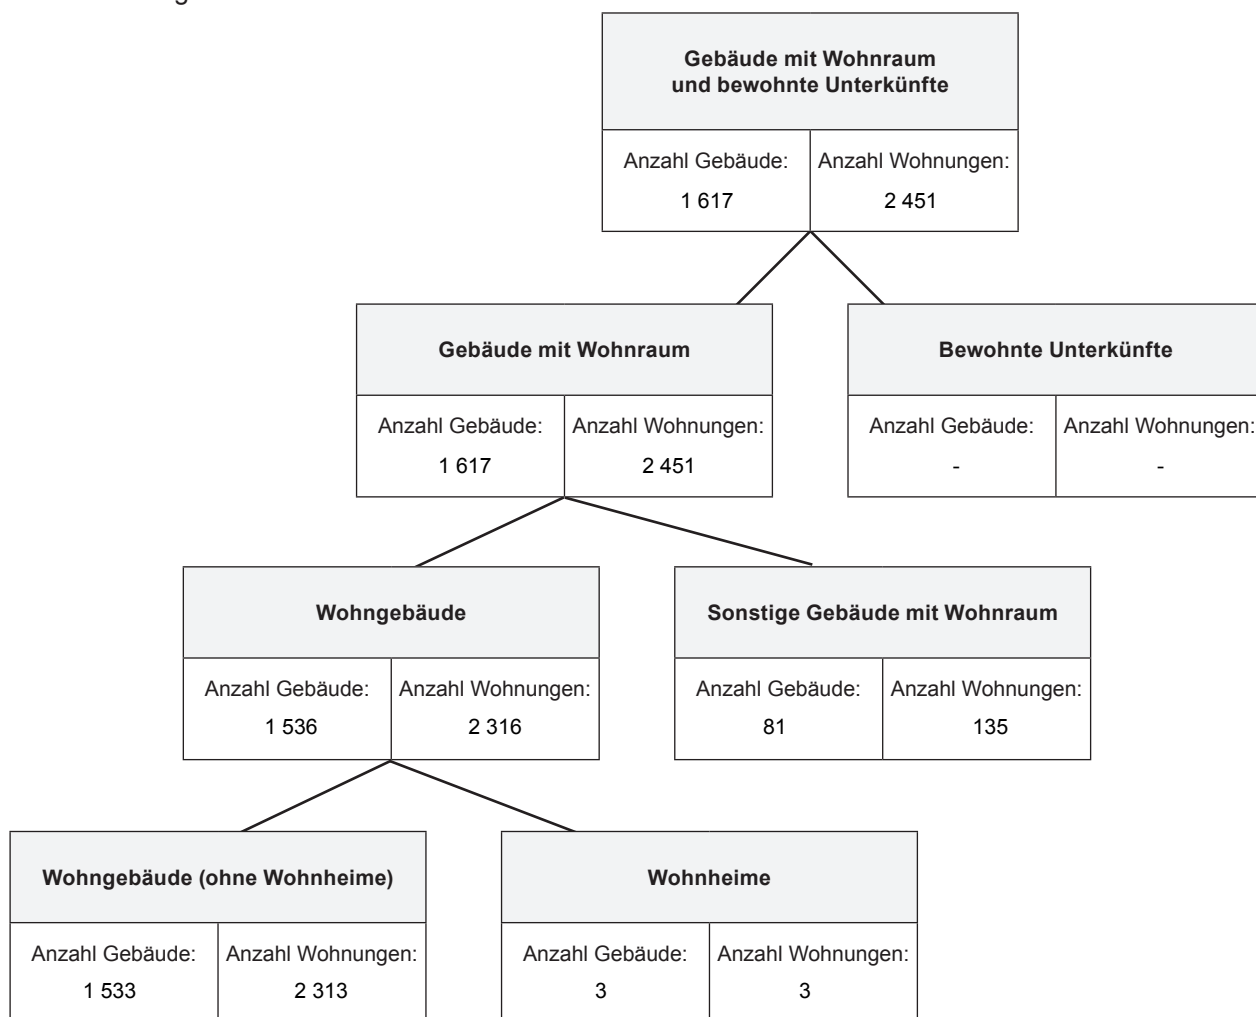 Gebäude mit Wohnraum
und bewohnte Unterkünfte
Anzahl Gebäude: Anzahl Wohnungen:
1 617 2 451
Gebäude mit Wohnraum Bewohnte Unterkünfte
Anzahl Gebäude: Anzahl Wohnungen: Anzahl Gebäude: Anzahl Wohnungen:
1 617 2 451 - -
Wohngebäude Sonstige Gebäude mit Wohnraum
Anzahl Gebäude: Anzahl Wohnungen: Anzahl Gebäude: Anzahl Wohnungen:
1 536 2 316 81 135
Wohngebäude (ohne Wohnheime) Wohnheime
Anzahl Gebäude: Anzahl Wohnungen: Anzahl Gebäude: Anzahl Wohnungen:
1 533 2 313 3 3